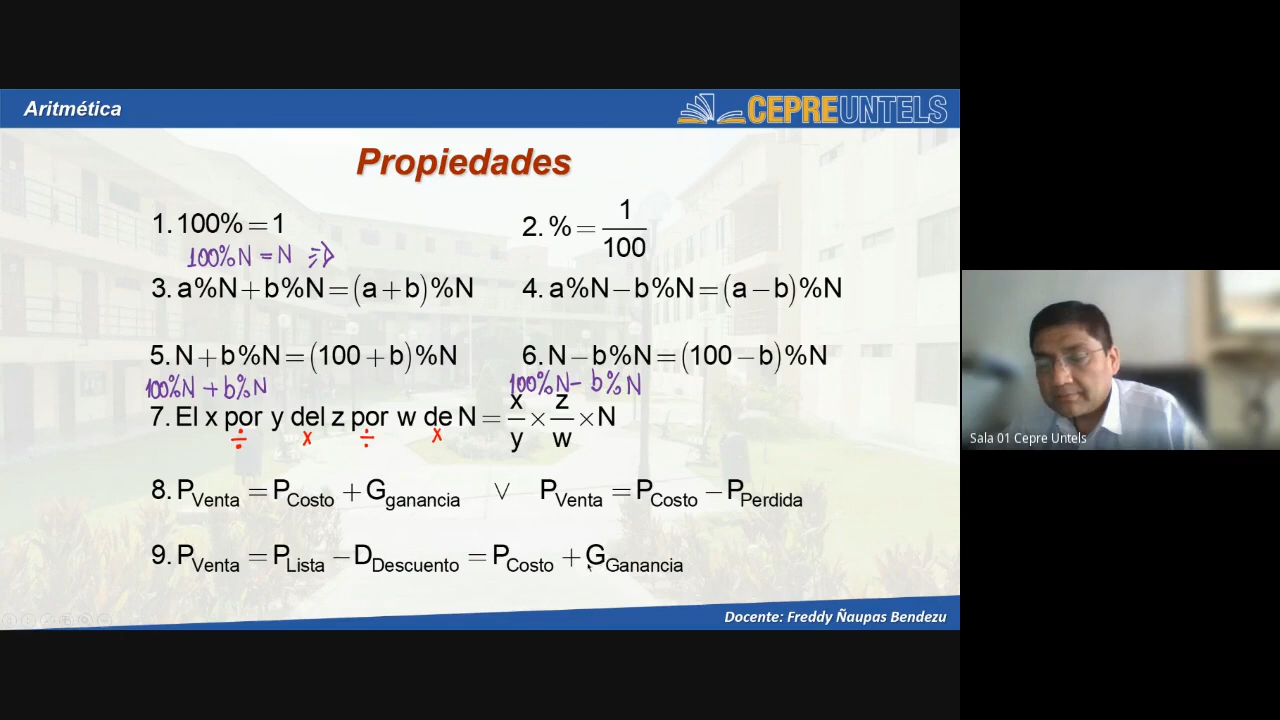 Aritmética
CEPREUNTELS
Propiedades
1. 100% = 1
2. % = 1/100
100%N = N ⇒
3. a%N + b%N = (a + b)%N
4. a%N − b%N = (a − b)%N
5. N + b%N = (100 + b)%N
6. N − b%N = (100 − b)%N
100%N + b%N
100%N − b%N
7. El x por y del z por w de N = x/y × z/w × N
÷ × ÷ ×
8. P_Venta = P_Costo + G_ganancia ∨ P_Venta = P_Costo − P_Perdida
9. P_Venta = P_Lista − D_Descuento = P_Costo + G_Ganancia
Docente: Freddy Ñaupas Bendezu
Sala 01 Cepre Untels